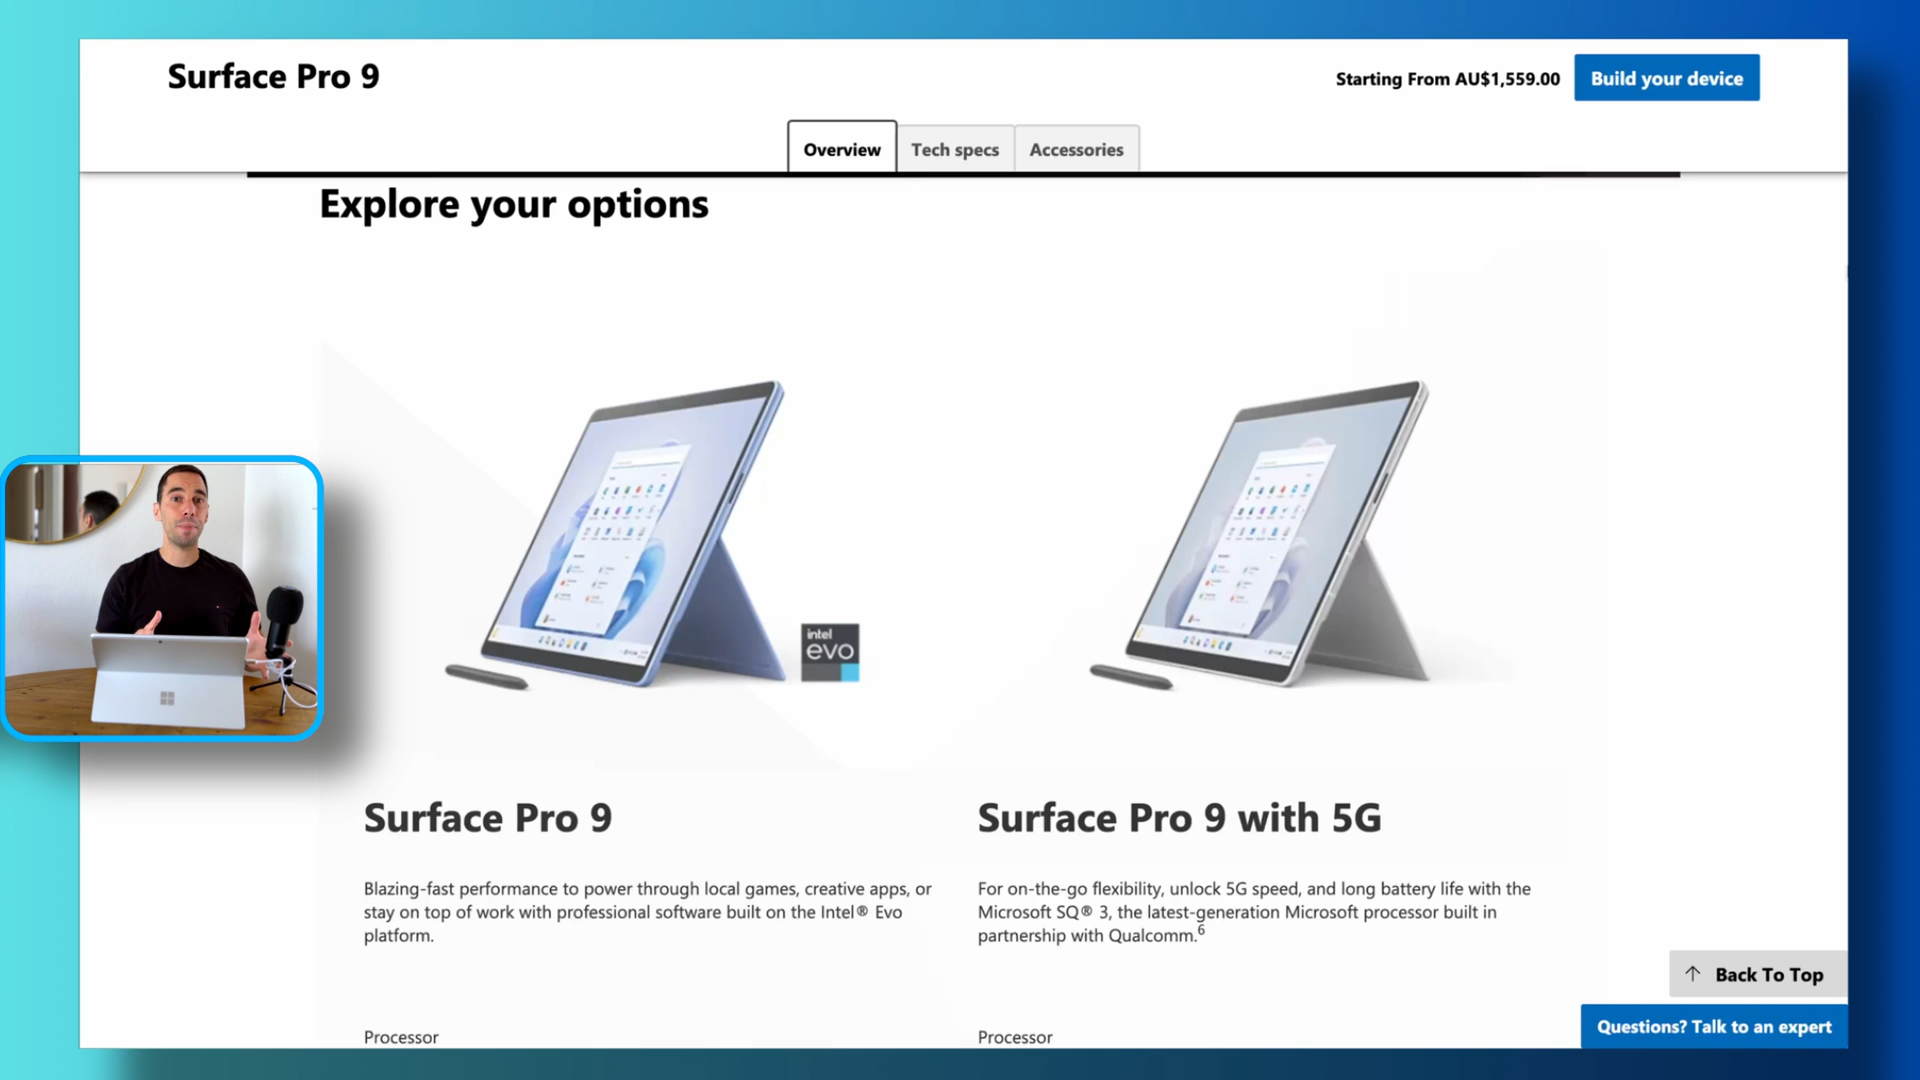 Surface Pro 9
Starting From AU$1,559.00
Build your device
Overview
Tech specs
Accessories
Explore your options
intel
evo
Surface Pro 9
Blazing-fast performance to power through local games, creative apps, or
stay on top of work with professional software built on the Intel® Evo
platform.
Processor
Surface Pro 9 with 5G
For on-the-go flexibility, unlock 5G speed, and long battery life with the
Microsoft SQ® 3, the latest-generation Microsoft processor built in
partnership with Qualcomm.⁶
Processor
Back To Top
Questions? Talk to an expert